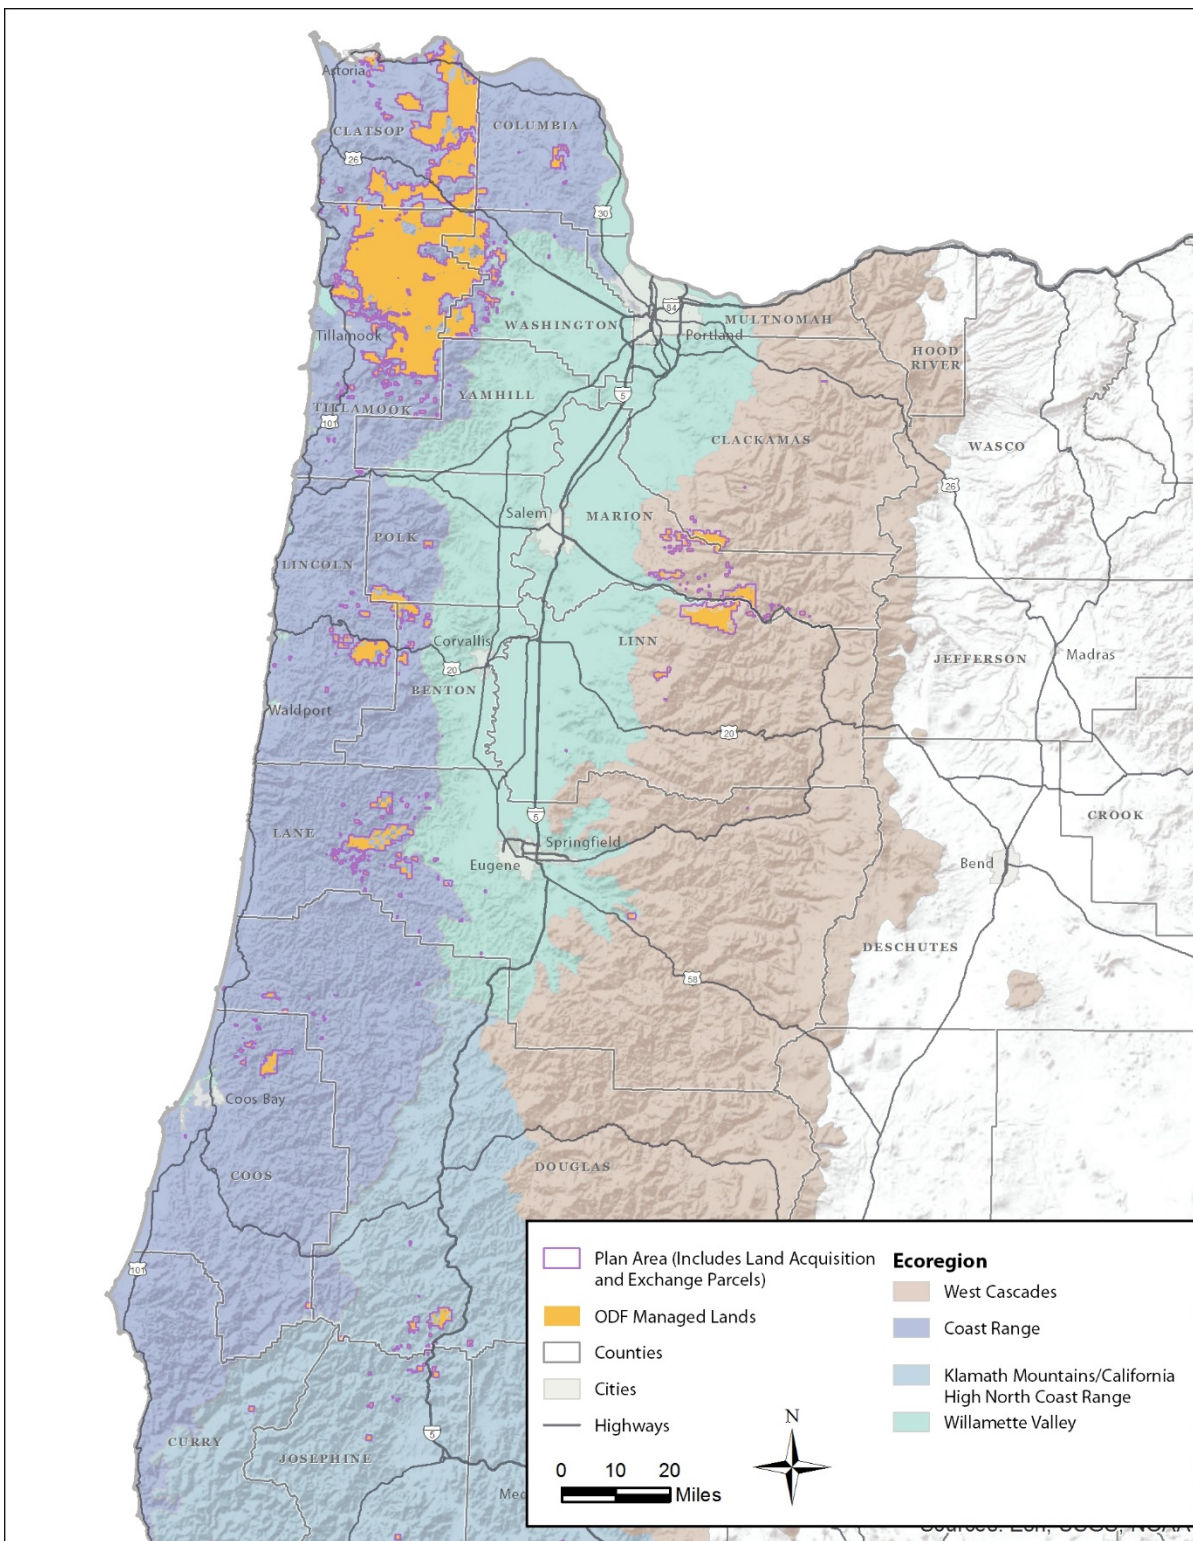 Astoria
CLATSOP
COLUMBIA
26
30
84
WASHINGTON
MULTNOMAH
Portland
HOOD
RIVER
Tillamook
TILLAMOOK
101
YAMHILL
5
CLACKAMAS
WASCO
26
Salem
MARION
POLK
LINCOLN
Corvallis
LINN
20
BENTON
JEFFERSON
Madras
Waldport
20
LANE
5
Springfield
Eugene
CROOK
Bend
DESCHUTES
58
Coos Bay
COOS
DOUGLAS
101
CURRY
JOSEPHINE
5
Med
Plan Area (Includes Land Acquisition
and Exchange Parcels)
ODF Managed Lands
Counties
Cities
Highways
0 10 20
Miles
N
Ecoregion
West Cascades
Coast Range
Klamath Mountains/California
High North Coast Range
Willamette Valley